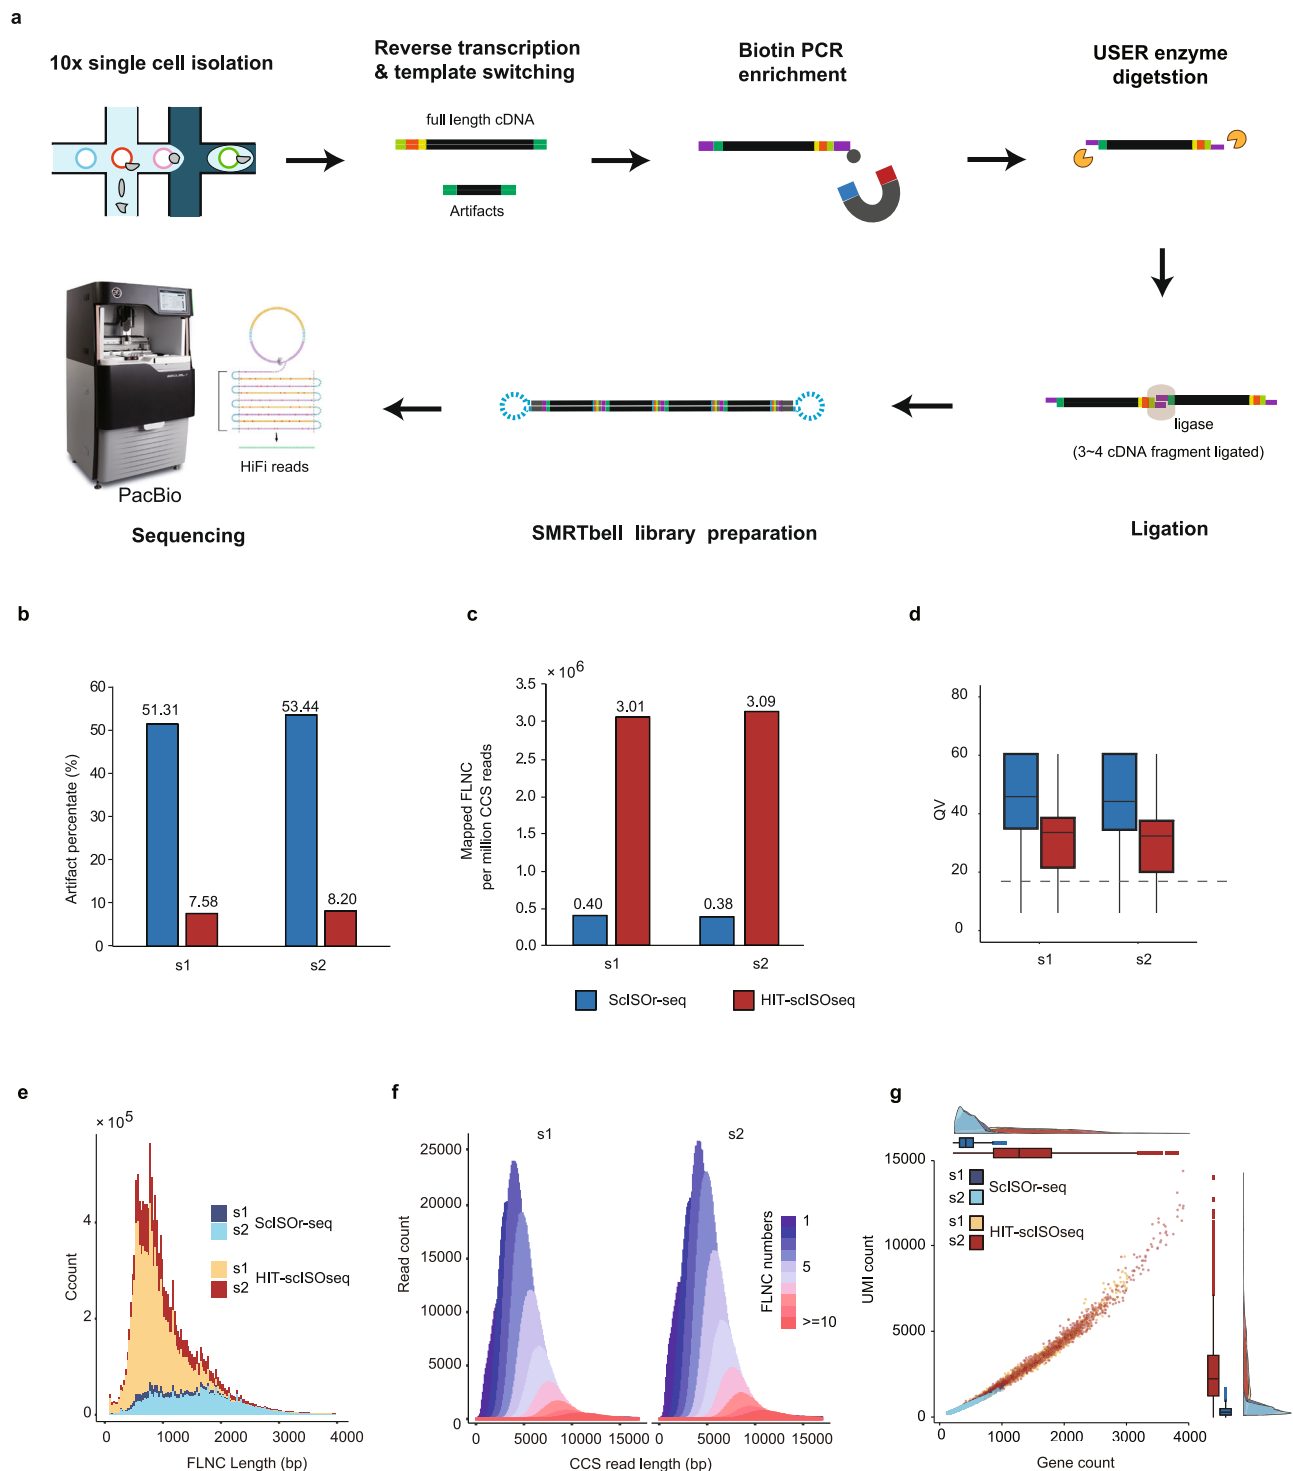 a
10x single cell isolation
Reverse transcription
& template switching
Biotin PCR
enrichment
USER enzyme
digetstion
full length cDNA
Artifacts
HiFi reads
PacBio
ligase
(3~4 cDNA fragment ligated)
Sequencing
SMRTbell library preparation
Ligation
b
Artifact percentate (%)
60
50
40
30
20
10
0
51.31
53.44
7.58
8.20
s1
s2
c
× 10⁶
Mapped FLNC
per million CCS reads
3.5
3.0
2.5
2.0
1.5
1.0
0.5
0.0
3.01
3.09
0.40
0.38
s1
s2
ScISOr-seq
HIT-scISOseq
d
QV
80
60
40
20
0
s1
s2
e
× 10⁵
Ccount
4
2
0
s1
s2
ScISOr-seq
s1
s2
HIT-scISOseq
0
1000
2000
3000
4000
FLNC Length (bp)
f
s1
s2
Read count
25000
20000
15000
10000
5000
0
FLNC numbers
1
5
>=10
0
5000
10000
15000
0
5000
10000
15000
CCS read length (bp)
g
UMI count
15000
10000
5000
0
s1
s2
ScISOr-seq
s1
s2
HIT-scISOseq
1000
2000
3000
4000
Gene count